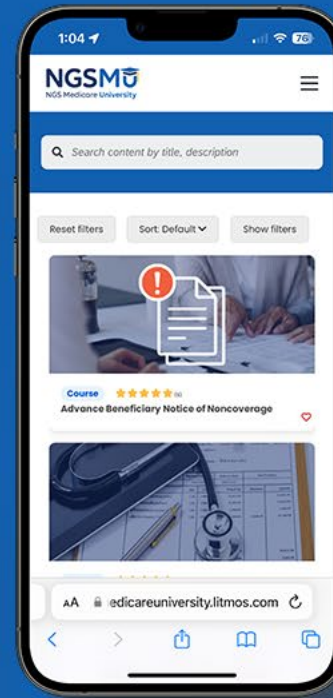 1:04
76
NGSMU
NGS Medicare University
Search content by title, description
Reset filters
Sort: Default
Show filters
!
Course
Advance Beneficiary Notice of Noncoverage
AA
edicareuniversity.litmos.com